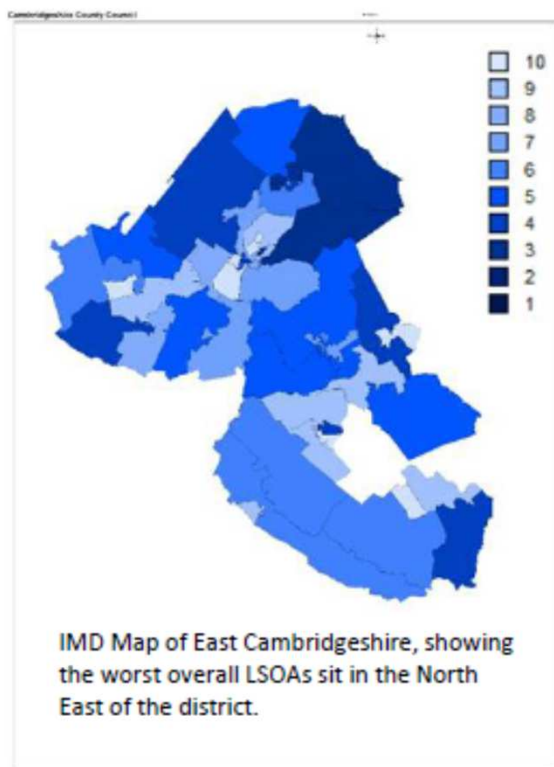 Cambridgeshire County Council
10
9
8
7
6
5
4
3
2
1
IMD Map of East Cambridgeshire, showing
the worst overall LSOAs sit in the North
East of the district.